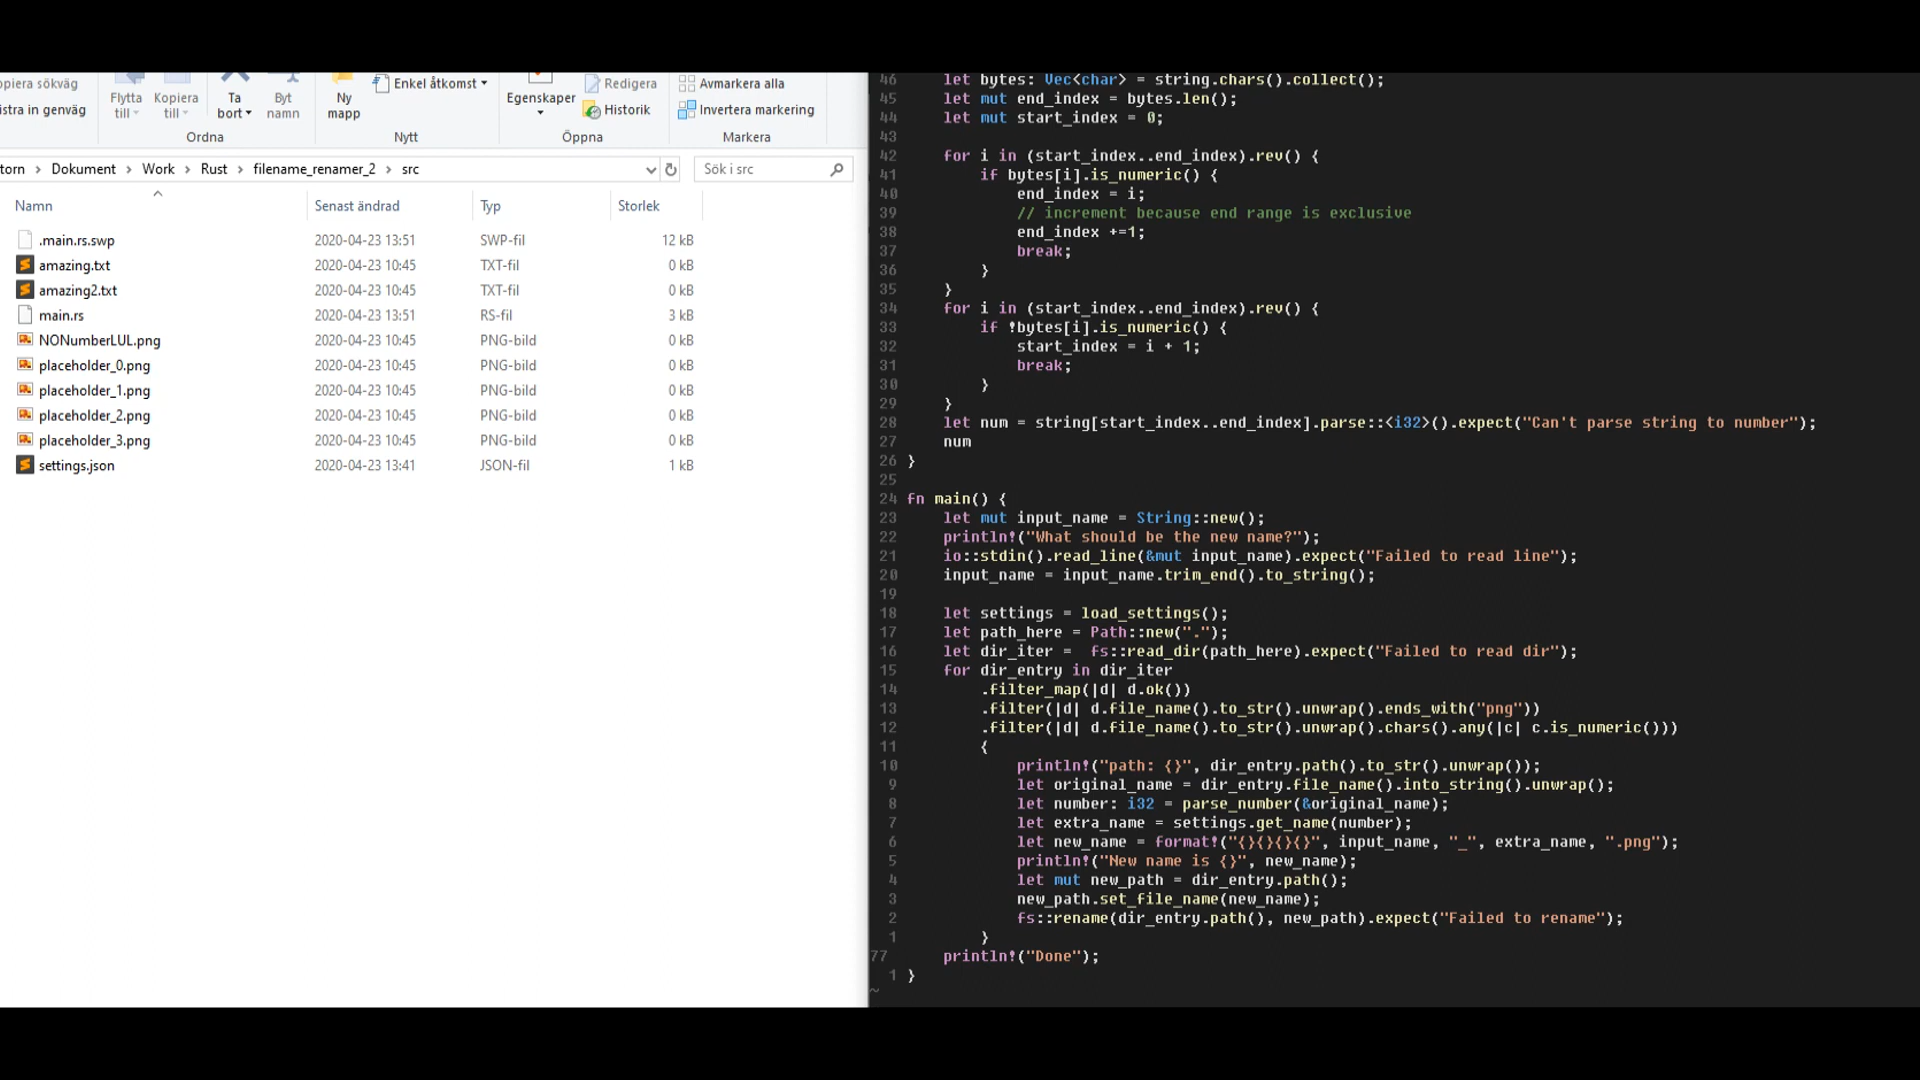 opiera sökväg
istra in genväg
Flytta till
Kopiera till
Ta bort
Byt namn
Ordna
Ny mapp
Enkel åtkomst
Nytt
Egenskaper
Redigera
Historik
Öppna
Avmarkera alla
Invertera markering
Markera
torn > Dokument > Work > Rust > filename_renamer_2 > src
Sök i src
Namn Senast ändrad Typ Storlek
.main.rs.swp 2020-04-23 13:51 SWP-fil 12 kB
amazing.txt 2020-04-23 10:45 TXT-fil 0 kB
amazing2.txt 2020-04-23 10:45 TXT-fil 0 kB
main.rs 2020-04-23 13:51 RS-fil 3 kB
NONumberLUL.png 2020-04-23 10:45 PNG-bild 0 kB
placeholder_0.png 2020-04-23 10:45 PNG-bild 0 kB
placeholder_1.png 2020-04-23 10:45 PNG-bild 0 kB
placeholder_2.png 2020-04-23 10:45 PNG-bild 0 kB
placeholder_3.png 2020-04-23 10:45 PNG-bild 0 kB
settings.json 2020-04-23 13:41 JSON-fil 1 kB
46     let bytes: Vec<char> = string.chars().collect();
45     let mut end_index = bytes.len();
44     let mut start_index = 0;
43
42     for i in (start_index..end_index).rev() {
41         if bytes[i].is_numeric() {
40             end_index = i;
39             // increment because end range is exclusive
38             end_index +=1;
37             break;
36         }
35     }
34     for i in (start_index..end_index).rev() {
33         if !bytes[i].is_numeric() {
32             start_index = i + 1;
31             break;
30         }
29     }
28     let num = string[start_index..end_index].parse::<i32>().expect("Can't parse string to number");
27     num
26 }
25
24 fn main() {
23     let mut input_name = String::new();
22     println!("What should be the new name?");
21     io::stdin().read_line(&mut input_name).expect("Failed to read line");
20     input_name = input_name.trim_end().to_string();
19
18     let settings = load_settings();
17     let path_here = Path::new(".");
16     let dir_iter =  fs::read_dir(path_here).expect("Failed to read dir");
15     for dir_entry in dir_iter
14         .filter_map(|d| d.ok())
13         .filter(|d| d.file_name().to_str().unwrap().ends_with("png"))
12         .filter(|d| d.file_name().to_str().unwrap().chars().any(|c| c.is_numeric()))
11         {
10             println!("path: {}", dir_entry.path().to_str().unwrap());
9             let original_name = dir_entry.file_name().into_string().unwrap();
8             let number: i32 = parse_number(&original_name);
7             let extra_name = settings.get_name(number);
6             let new_name = format!("{}{}{}{}", input_name, "_", extra_name, ".png");
5             println!("New name is {}", new_name);
4             let mut new_path = dir_entry.path();
3             new_path.set_file_name(new_name);
2             fs::rename(dir_entry.path(), new_path).expect("Failed to rename");
1         }
77     println!("Done");
1 }
~